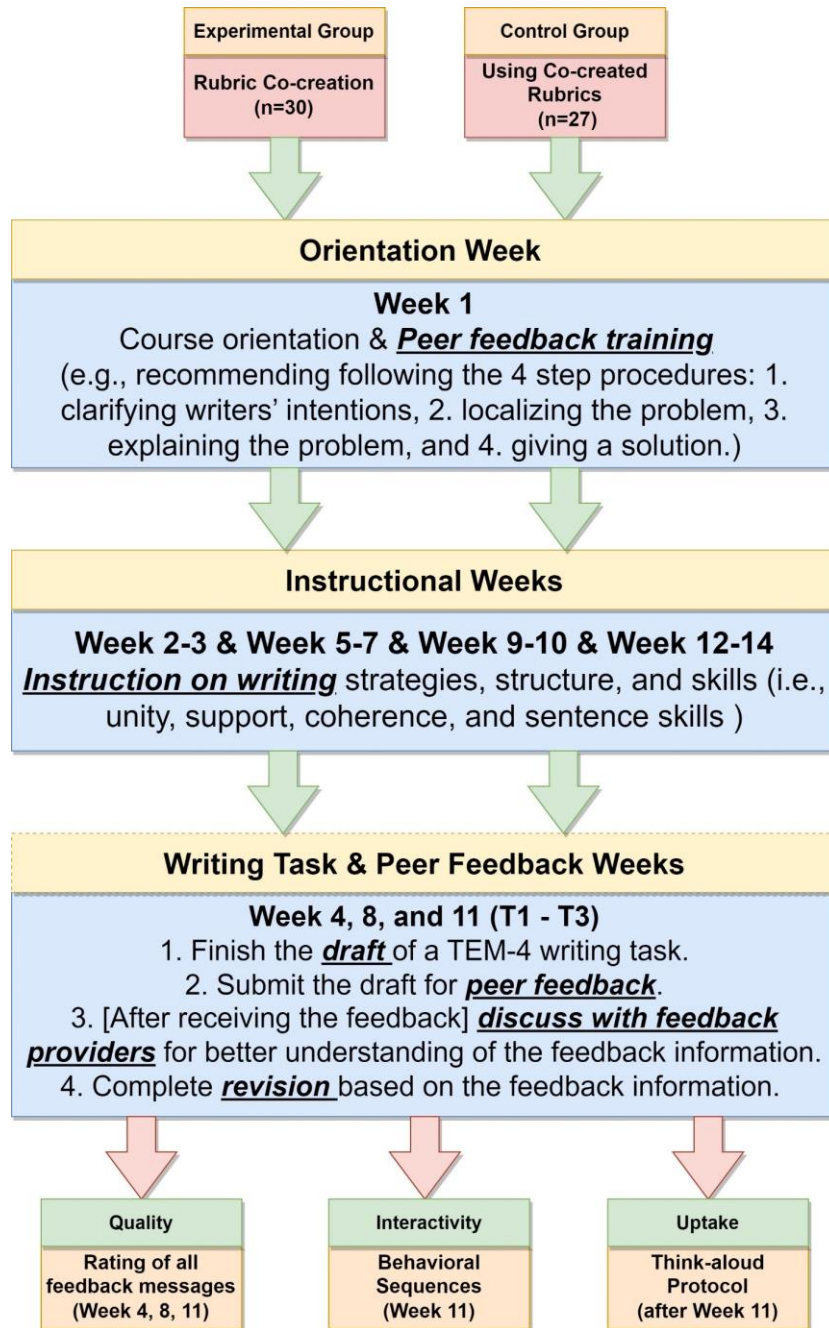 Experimental Group
Rubric Co-creation
(n=30)
Control Group
Using Co-created
Rubrics
(n=27)
Orientation Week
Week 1
Course orientation & Peer feedback training
(e.g., recommending following the 4 step procedures: 1.
clarifying writers’ intentions, 2. localizing the problem, 3.
explaining the problem, and 4. giving a solution.)
Instructional Weeks
Week 2-3 & Week 5-7 & Week 9-10 & Week 12-14
Instruction on writing strategies, structure, and skills (i.e.,
unity, support, coherence, and sentence skills )
Writing Task & Peer Feedback Weeks
Week 4, 8, and 11 (T1 - T3)
1. Finish the draft of a TEM-4 writing task.
2. Submit the draft for peer feedback.
3. [After receiving the feedback] discuss with feedback
providers for better understanding of the feedback information.
4. Complete revision based on the feedback information.
Quality
Rating of all
feedback messages
(Week 4, 8, 11)
Interactivity
Behavioral
Sequences
(Week 11)
Uptake
Think-aloud
Protocol
(after Week 11)